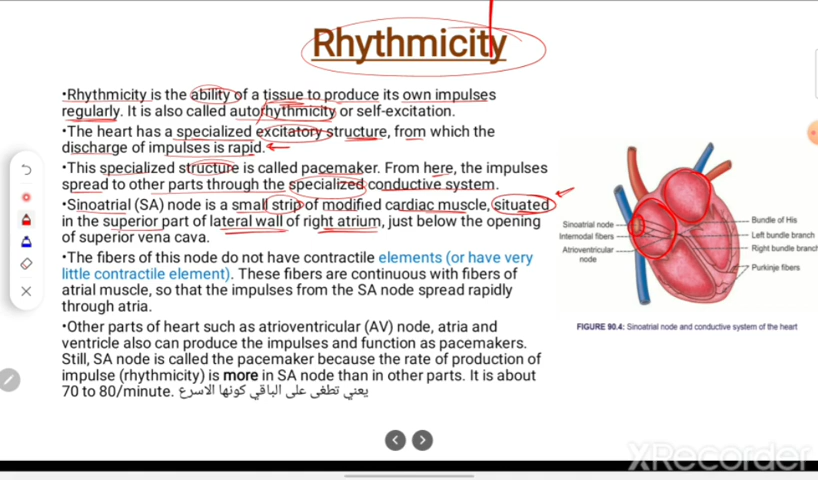 Rhythmicity
•Rhythmicity is the ability of a tissue to produce its own impulses
regularly. It is also called autorhythmicity or self-excitation.
•The heart has a specialized excitatory structure, from which the
discharge of impulses is rapid.
•This specialized structure is called pacemaker. From here, the impulses
spread to other parts through the specialized conductive system.
•Sinoatrial (SA) node is a small strip of modified cardiac muscle, situated
in the superior part of lateral wall of right atrium, just below the opening
of superior vena cava.
•The fibers of this node do not have contractile elements (or have very
little contractile element). These fibers are continuous with fibers of
atrial muscle, so that the impulses from the SA node spread rapidly
through atria.
•Other parts of heart such as atrioventricular (AV) node, atria and
ventricle also can produce the impulses and function as pacemakers.
Still, SA node is called the pacemaker because the rate of production of
impulse (rhythmicity) is more in SA node than in other parts. It is about
70 to 80/minute. يعني تطغى على الباقي كونها الاسرع
Sinoatrial node
Internodal fibers
Atrioventricular
node
Bundle of His
Left bundle branch
Right bundle branch
Purkinje fibers
FIGURE 90.4: Sinoatrial node and conductive system of the heart
XRecorder